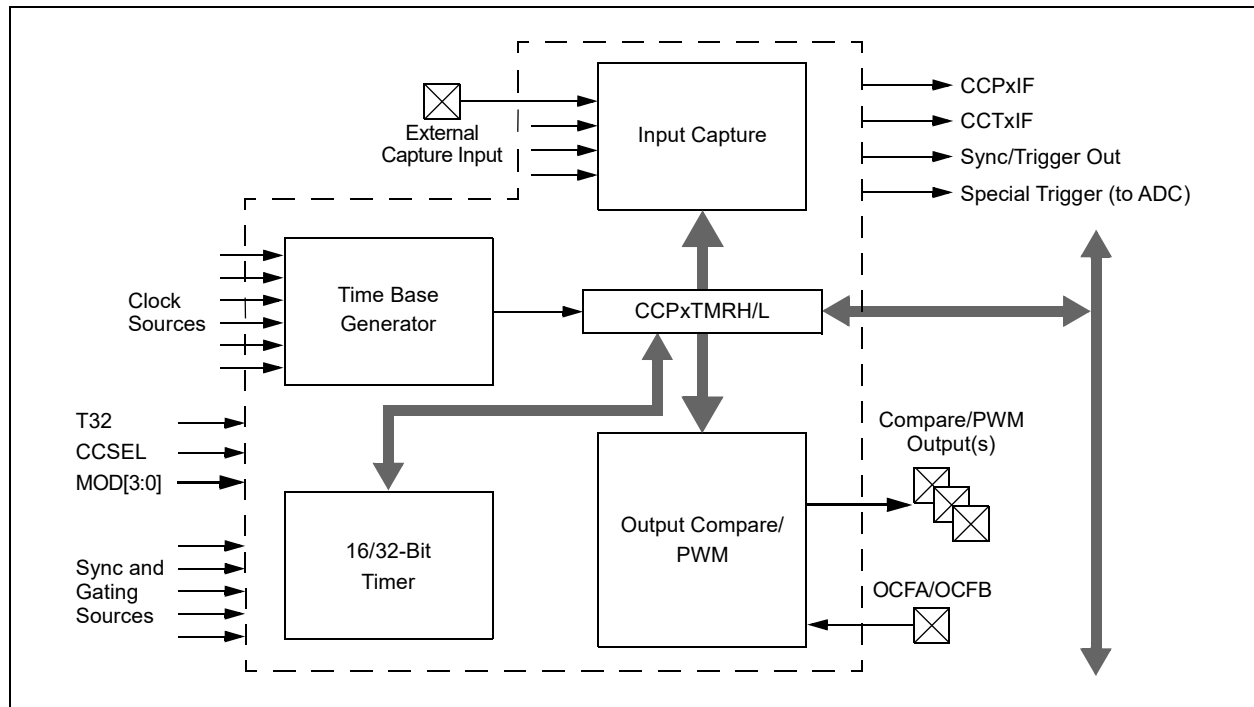 External
Capture Input
Input Capture
CCPxIF
CCTxIF
Sync/Trigger Out
Special Trigger (to ADC)
Clock
Sources
Time Base
Generator
CCPxTMRH/L
T32
CCSEL
MOD[3:0]
Sync and
Gating
Sources
16/32-Bit
Timer
Output Compare/
PWM
Compare/PWM
Output(s)
OCFA/OCFB